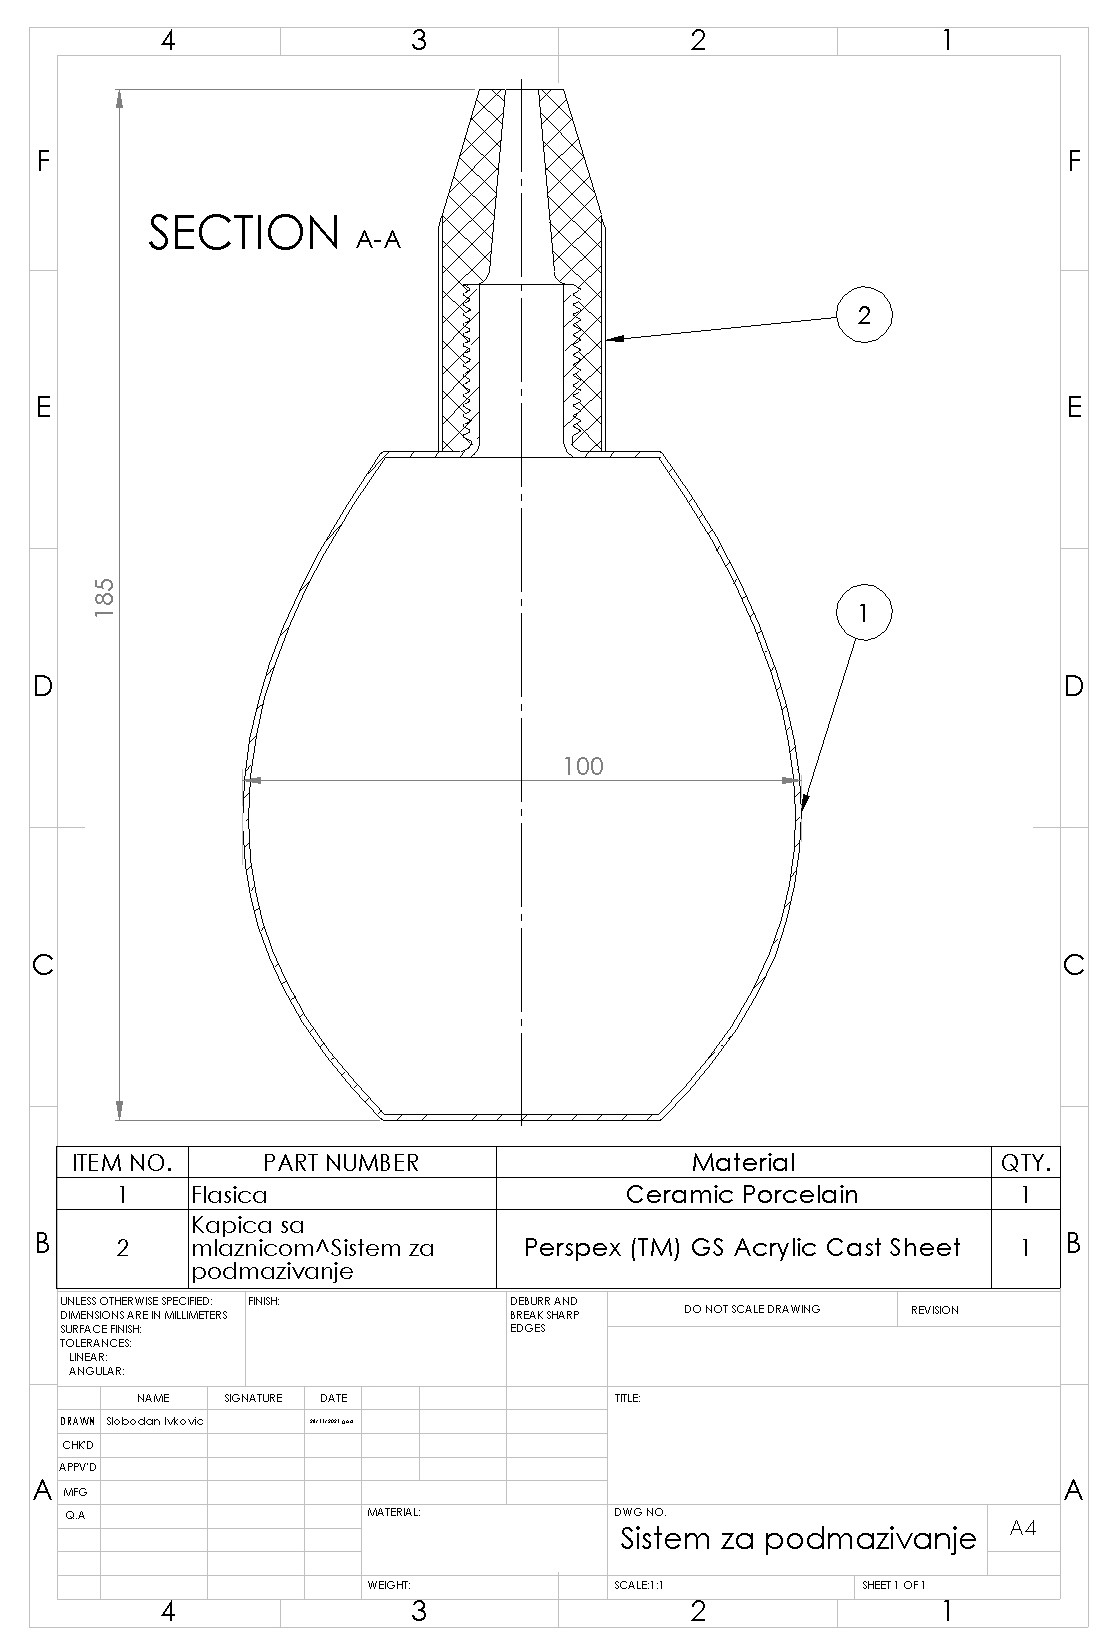 4 3 2 1
F F
SECTION A-A
2
E E
185
1
D D
100
C C
ITEM NO. PART NUMBER Material QTY.
1 Flasica Ceramic Porcelain 1
Kapica sa
2 mlaznicom^Sistem za Perspex (TM) GS Acrylic Cast Sheet 1
podmazivanje
B B
UNLESS OTHERWISE SPECIFIED:
DIMENSIONS ARE IN MILLIMETERS
SURFACE FINISH:
TOLERANCES:
LINEAR:
ANGULAR:
FINISH:
DEBURR AND
BREAK SHARP
EDGES
DO NOT SCALE DRAWING
REVISION
NAME SIGNATURE DATE
DRAWN Slobodan Ivkovic
CHK'D
APPV'D
MFG
Q.A
TITLE:
A A
MATERIAL:
DWG NO.
Sistem za podmazivanje
A4
WEIGHT:
SCALE:1:1
SHEET 1 OF 1
4 3 2 1